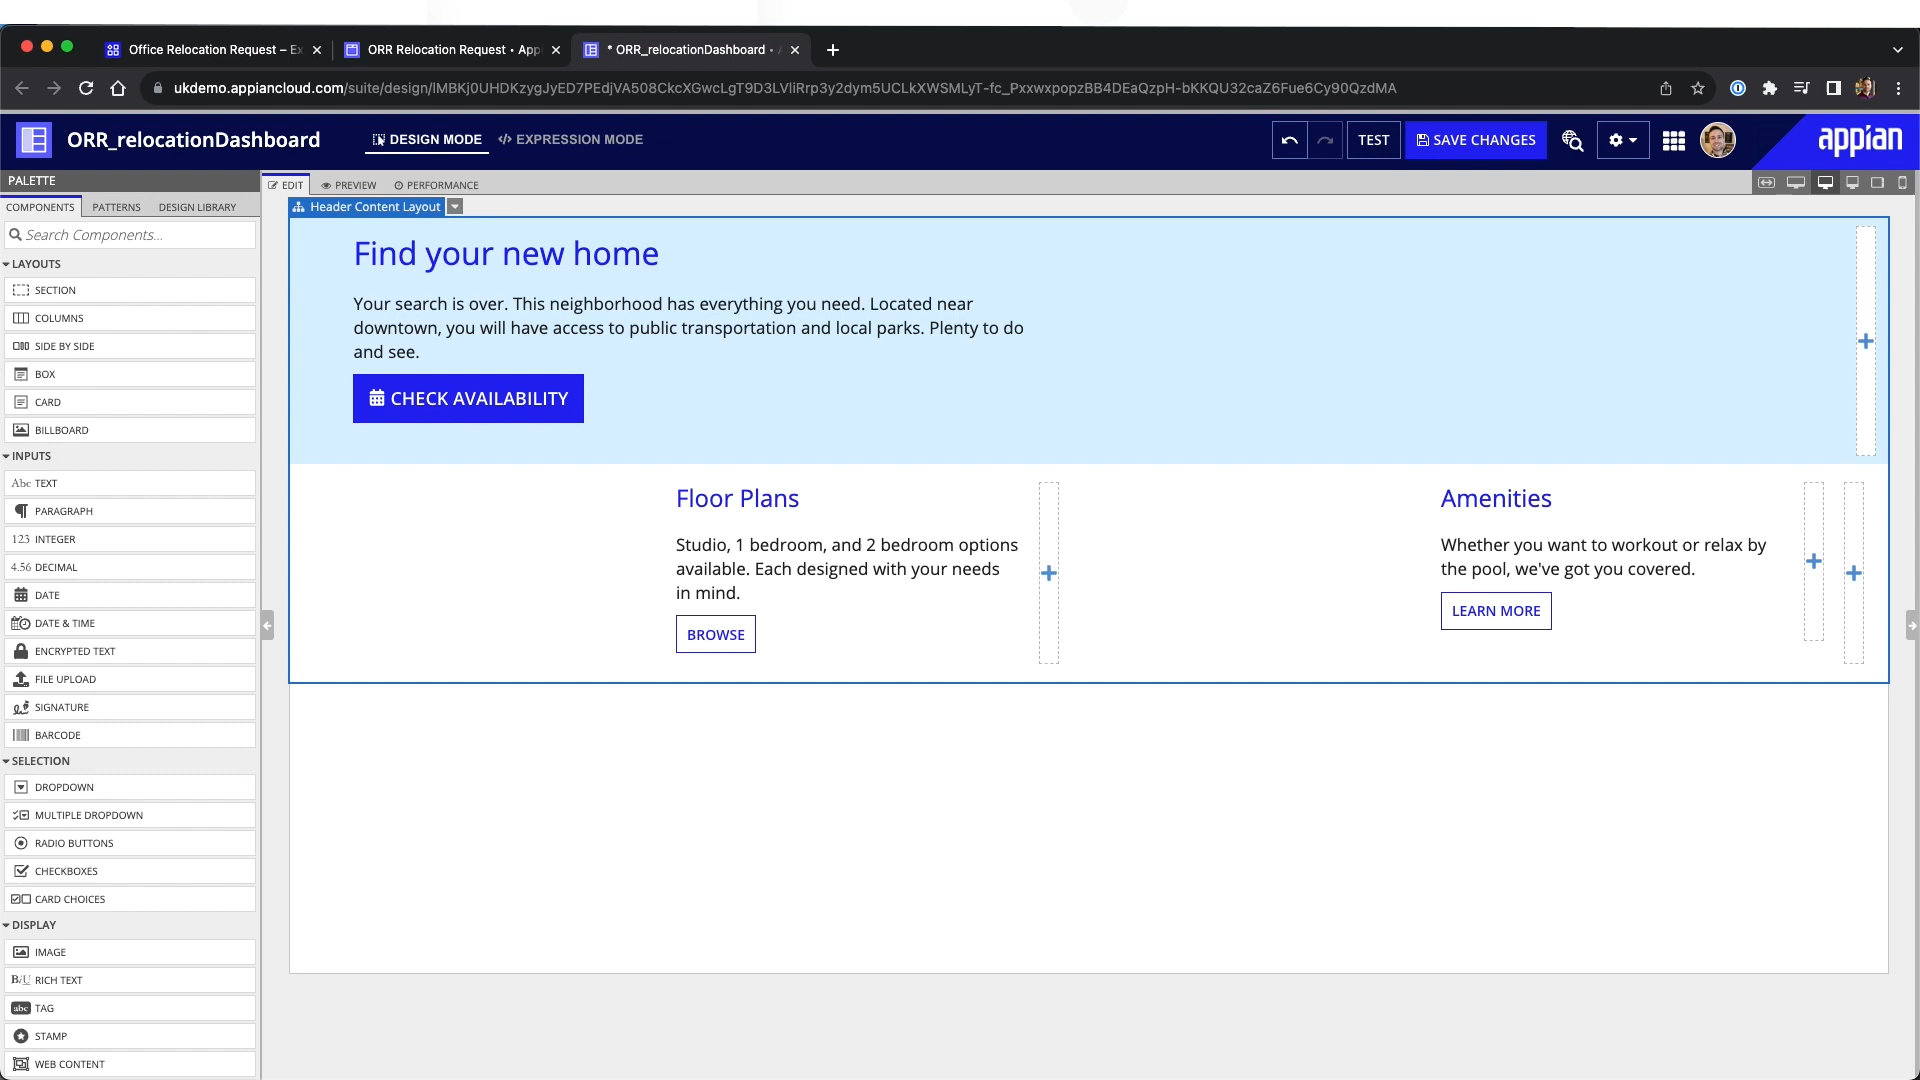 Office Relocation Request – Ex
ORR Relocation Request • App
* ORR_relocationDashboard •
ukdemo.appiancloud.com/suite/design/lMBKj0UHDKzygJyED7PEdjVA508CkcXGwcLgT9D3LVliRrp3y2dym5UCLkXWSMLyT-fc_PxxwxpopzBB4DEaQzpH-bKKQU32caZ6Fue6Cy90QzdMA
ORR_relocationDashboard
DESIGN MODE
EXPRESSION MODE
TEST
SAVE CHANGES
appian
PALETTE
EDIT
PREVIEW
PERFORMANCE
COMPONENTS
PATTERNS
DESIGN LIBRARY
Header Content Layout
Search Components...
LAYOUTS
SECTION
COLUMNS
SIDE BY SIDE
BOX
CARD
BILLBOARD
INPUTS
Abc TEXT
PARAGRAPH
123 INTEGER
4.56 DECIMAL
DATE
DATE & TIME
ENCRYPTED TEXT
FILE UPLOAD
SIGNATURE
BARCODE
SELECTION
DROPDOWN
MULTIPLE DROPDOWN
RADIO BUTTONS
CHECKBOXES
CARD CHOICES
DISPLAY
IMAGE
B/U RICH TEXT
abc TAG
STAMP
WEB CONTENT
Find your new home
Your search is over. This neighborhood has everything you need. Located near
downtown, you will have access to public transportation and local parks. Plenty to do
and see.
CHECK AVAILABILITY
Floor Plans
Studio, 1 bedroom, and 2 bedroom options
available. Each designed with your needs
in mind.
BROWSE
Amenities
Whether you want to workout or relax by
the pool, we've got you covered.
LEARN MORE